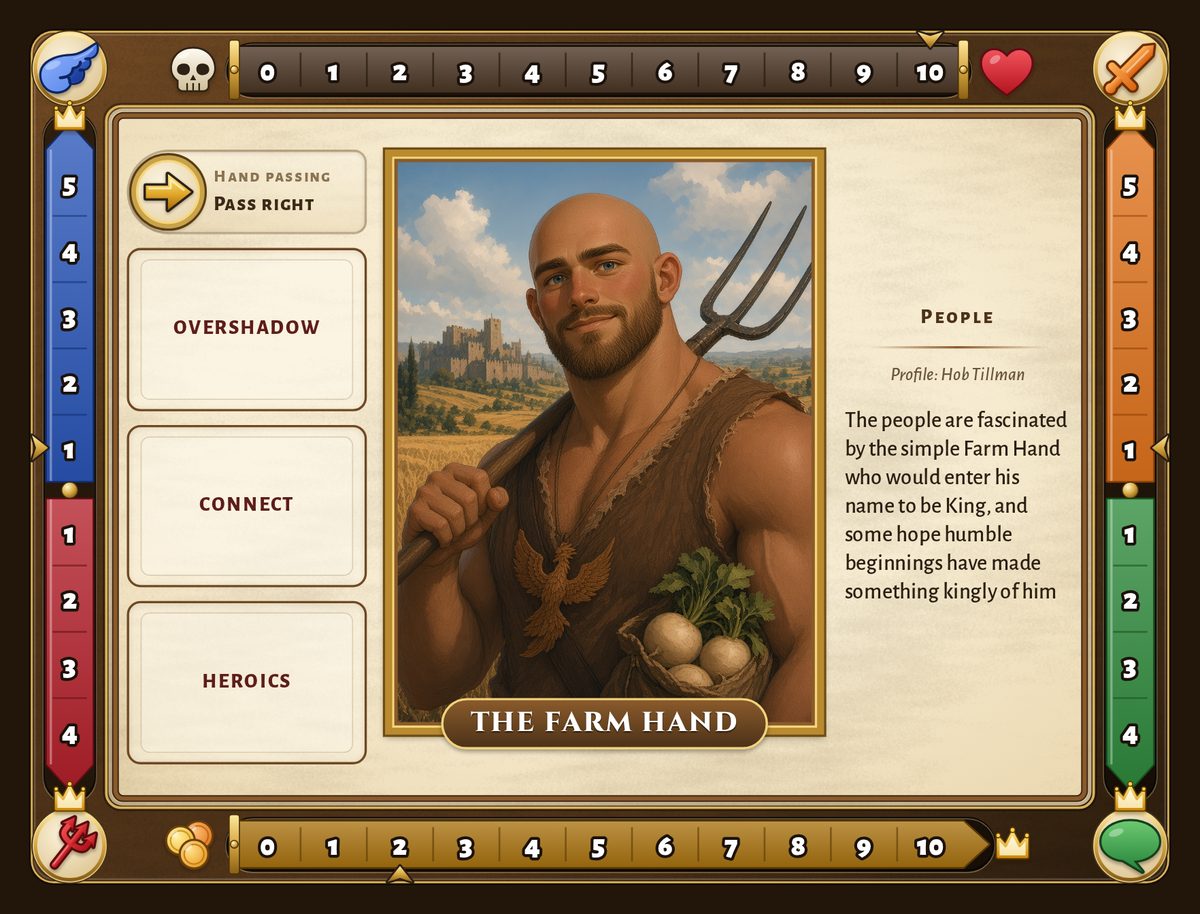 0 1 2 3 4 5 6 7 8 9 10
5
4
3
2
1
1
2
3
4
Hand passing
Pass right
OVERSHADOW
CONNECT
HEROICS
THE FARM HAND
People
Profile: Hob Tillman
The people are fascinated
by the simple Farm Hand
who would enter his
name to be King, and
some hope humble
beginnings have made
something kingly of him
5
4
3
2
1
1
2
3
4
0 1 2 3 4 5 6 7 8 9 10